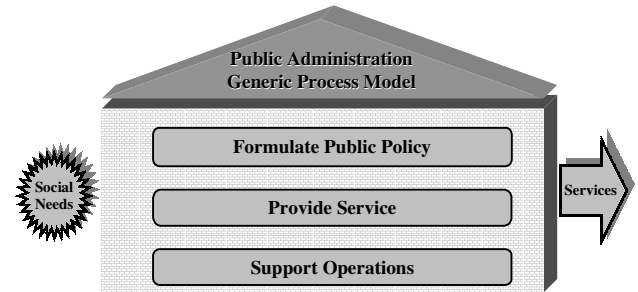 Public Administration
Generic Process Model
Formulate Public Policy
Social
Needs
Provide Service
Services
Support Operations